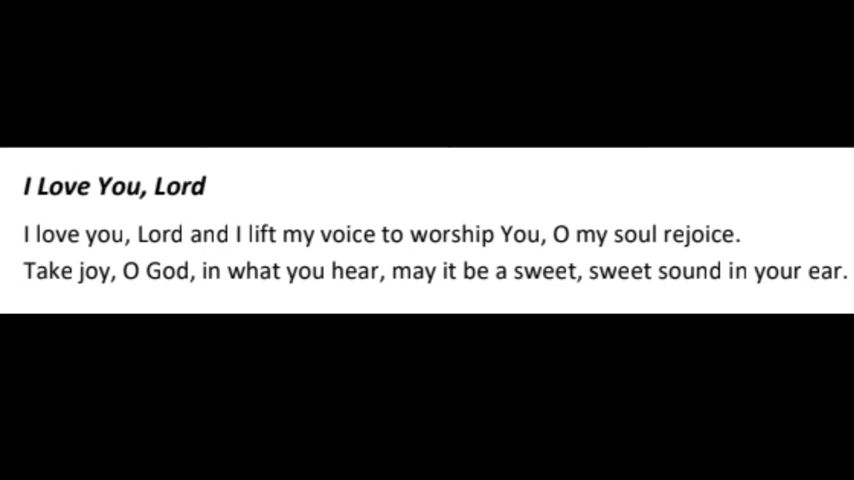 I Love You, Lord
I love you, Lord and I lift my voice to worship You, O my soul rejoice.
Take joy, O God, in what you hear, may it be a sweet, sweet sound in your ear.